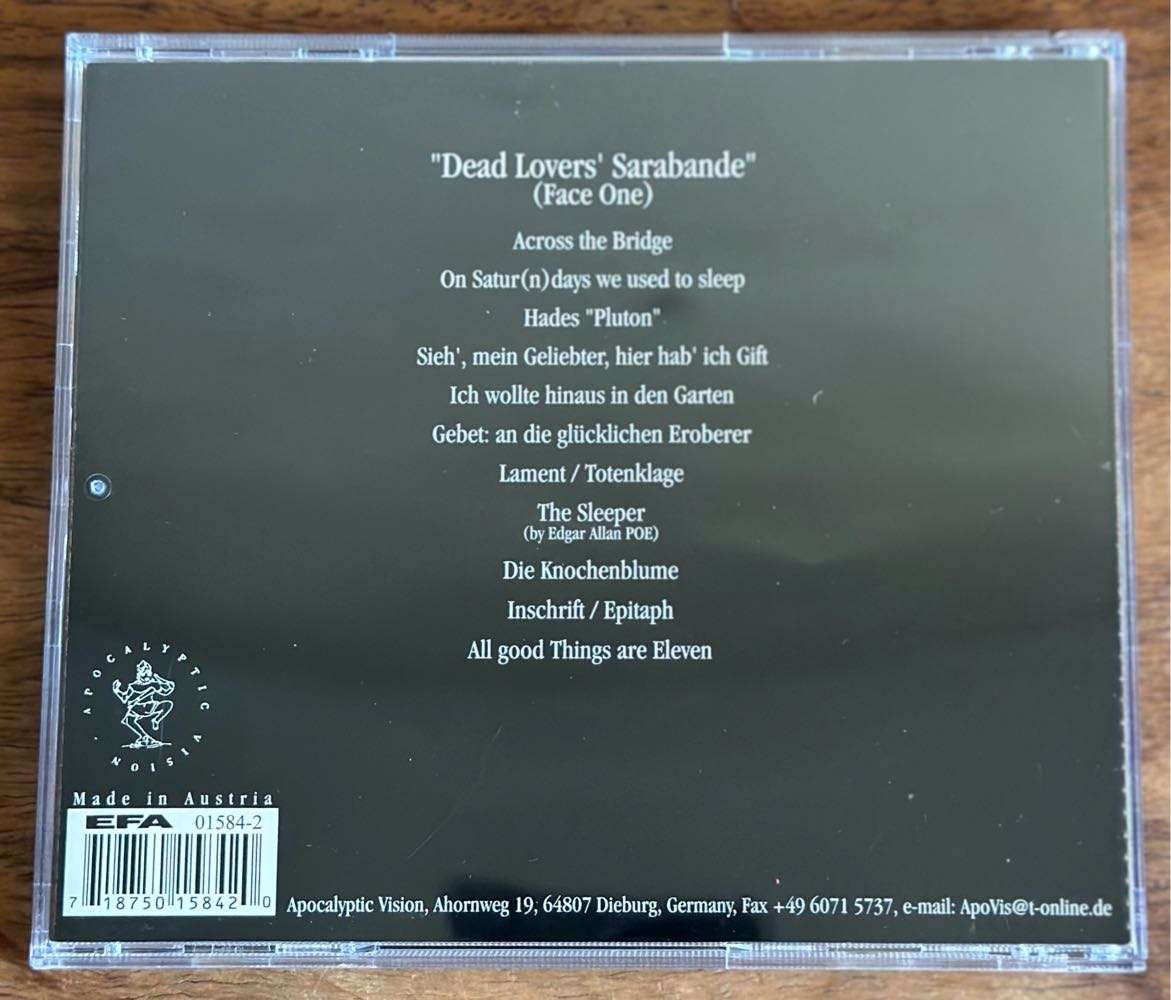 "Dead Lovers' Sarabande"
(Face One)
Across the Bridge
On Satur(n)days we used to sleep
Hades "Pluton"
Sieh', mein Geliebter, hier hab' ich Gift
Ich wollte hinaus in den Garten
Gebet: an die glücklichen Eroberer
Lament / Totenklage
The Sleeper
(by Edgar Allan POE)
Die Knochenblume
Inschrift / Epitaph
All good Things are Eleven
APOCALYPTIC VISION
Made in Austria
EFA 01584-2
7 18750 15842 0
Apocalyptic Vision, Ahornweg 19, 64807 Dieburg, Germany, Fax +49 6071 5737, e-mail: ApoVis@t-online.de